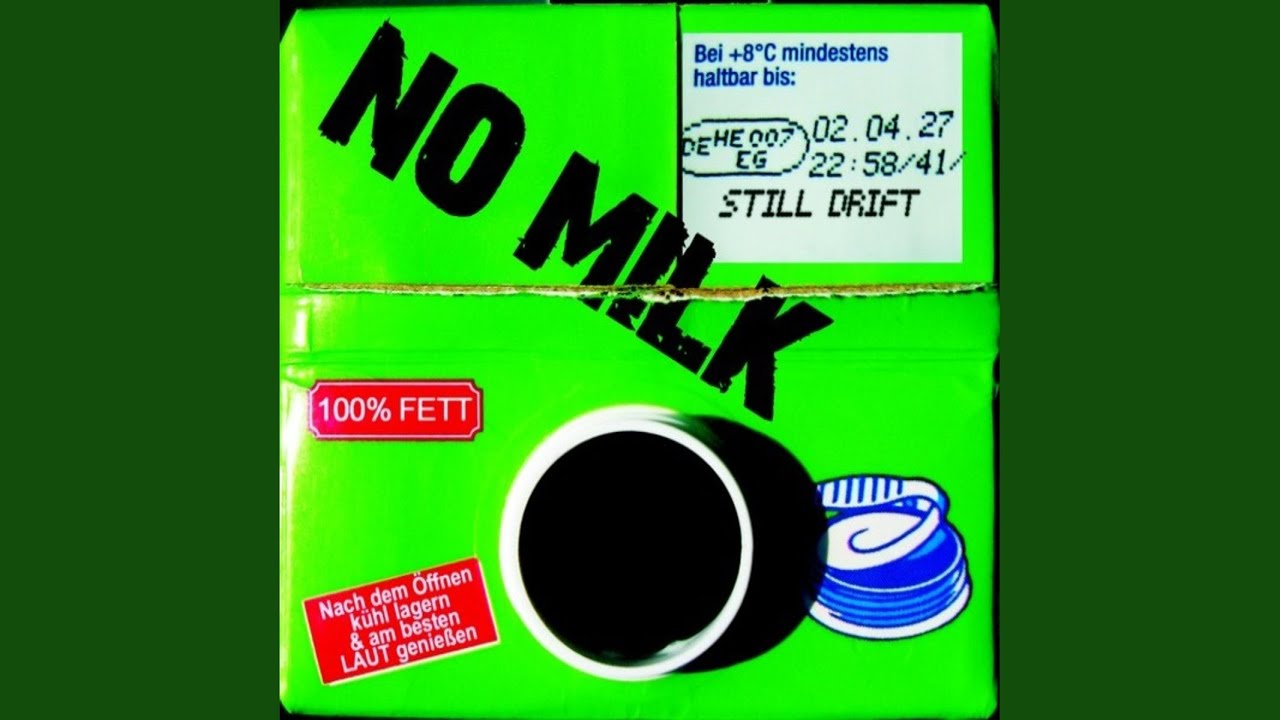 NO MILK
Bei +8°C mindestens
haltbar bis:
DE HE 007
EG
02.04.27
22:58/41/
STILL DRIFT
100% FETT
Nach dem Öffnen
kühl lagern
& am besten
LAUT genießen